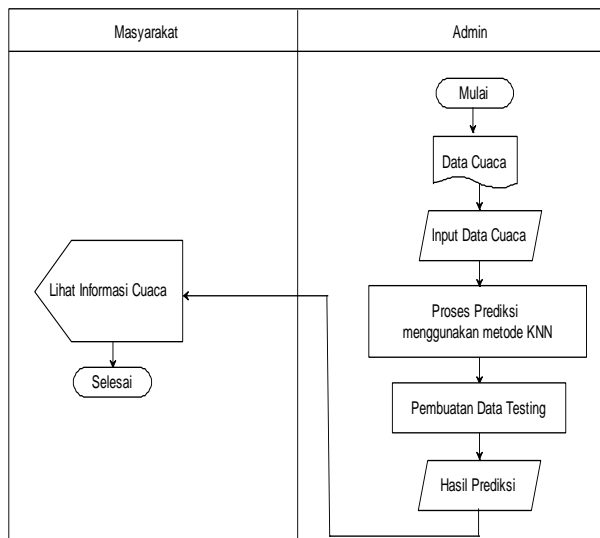 Masyarakat
Admin
Mulai
Data Cuaca
Input Data Cuaca
Proses Prediksi
menggunakan metode KNN
Pembuatan Data Testing
Hasil Prediksi
Lihat Informasi Cuaca
Selesai